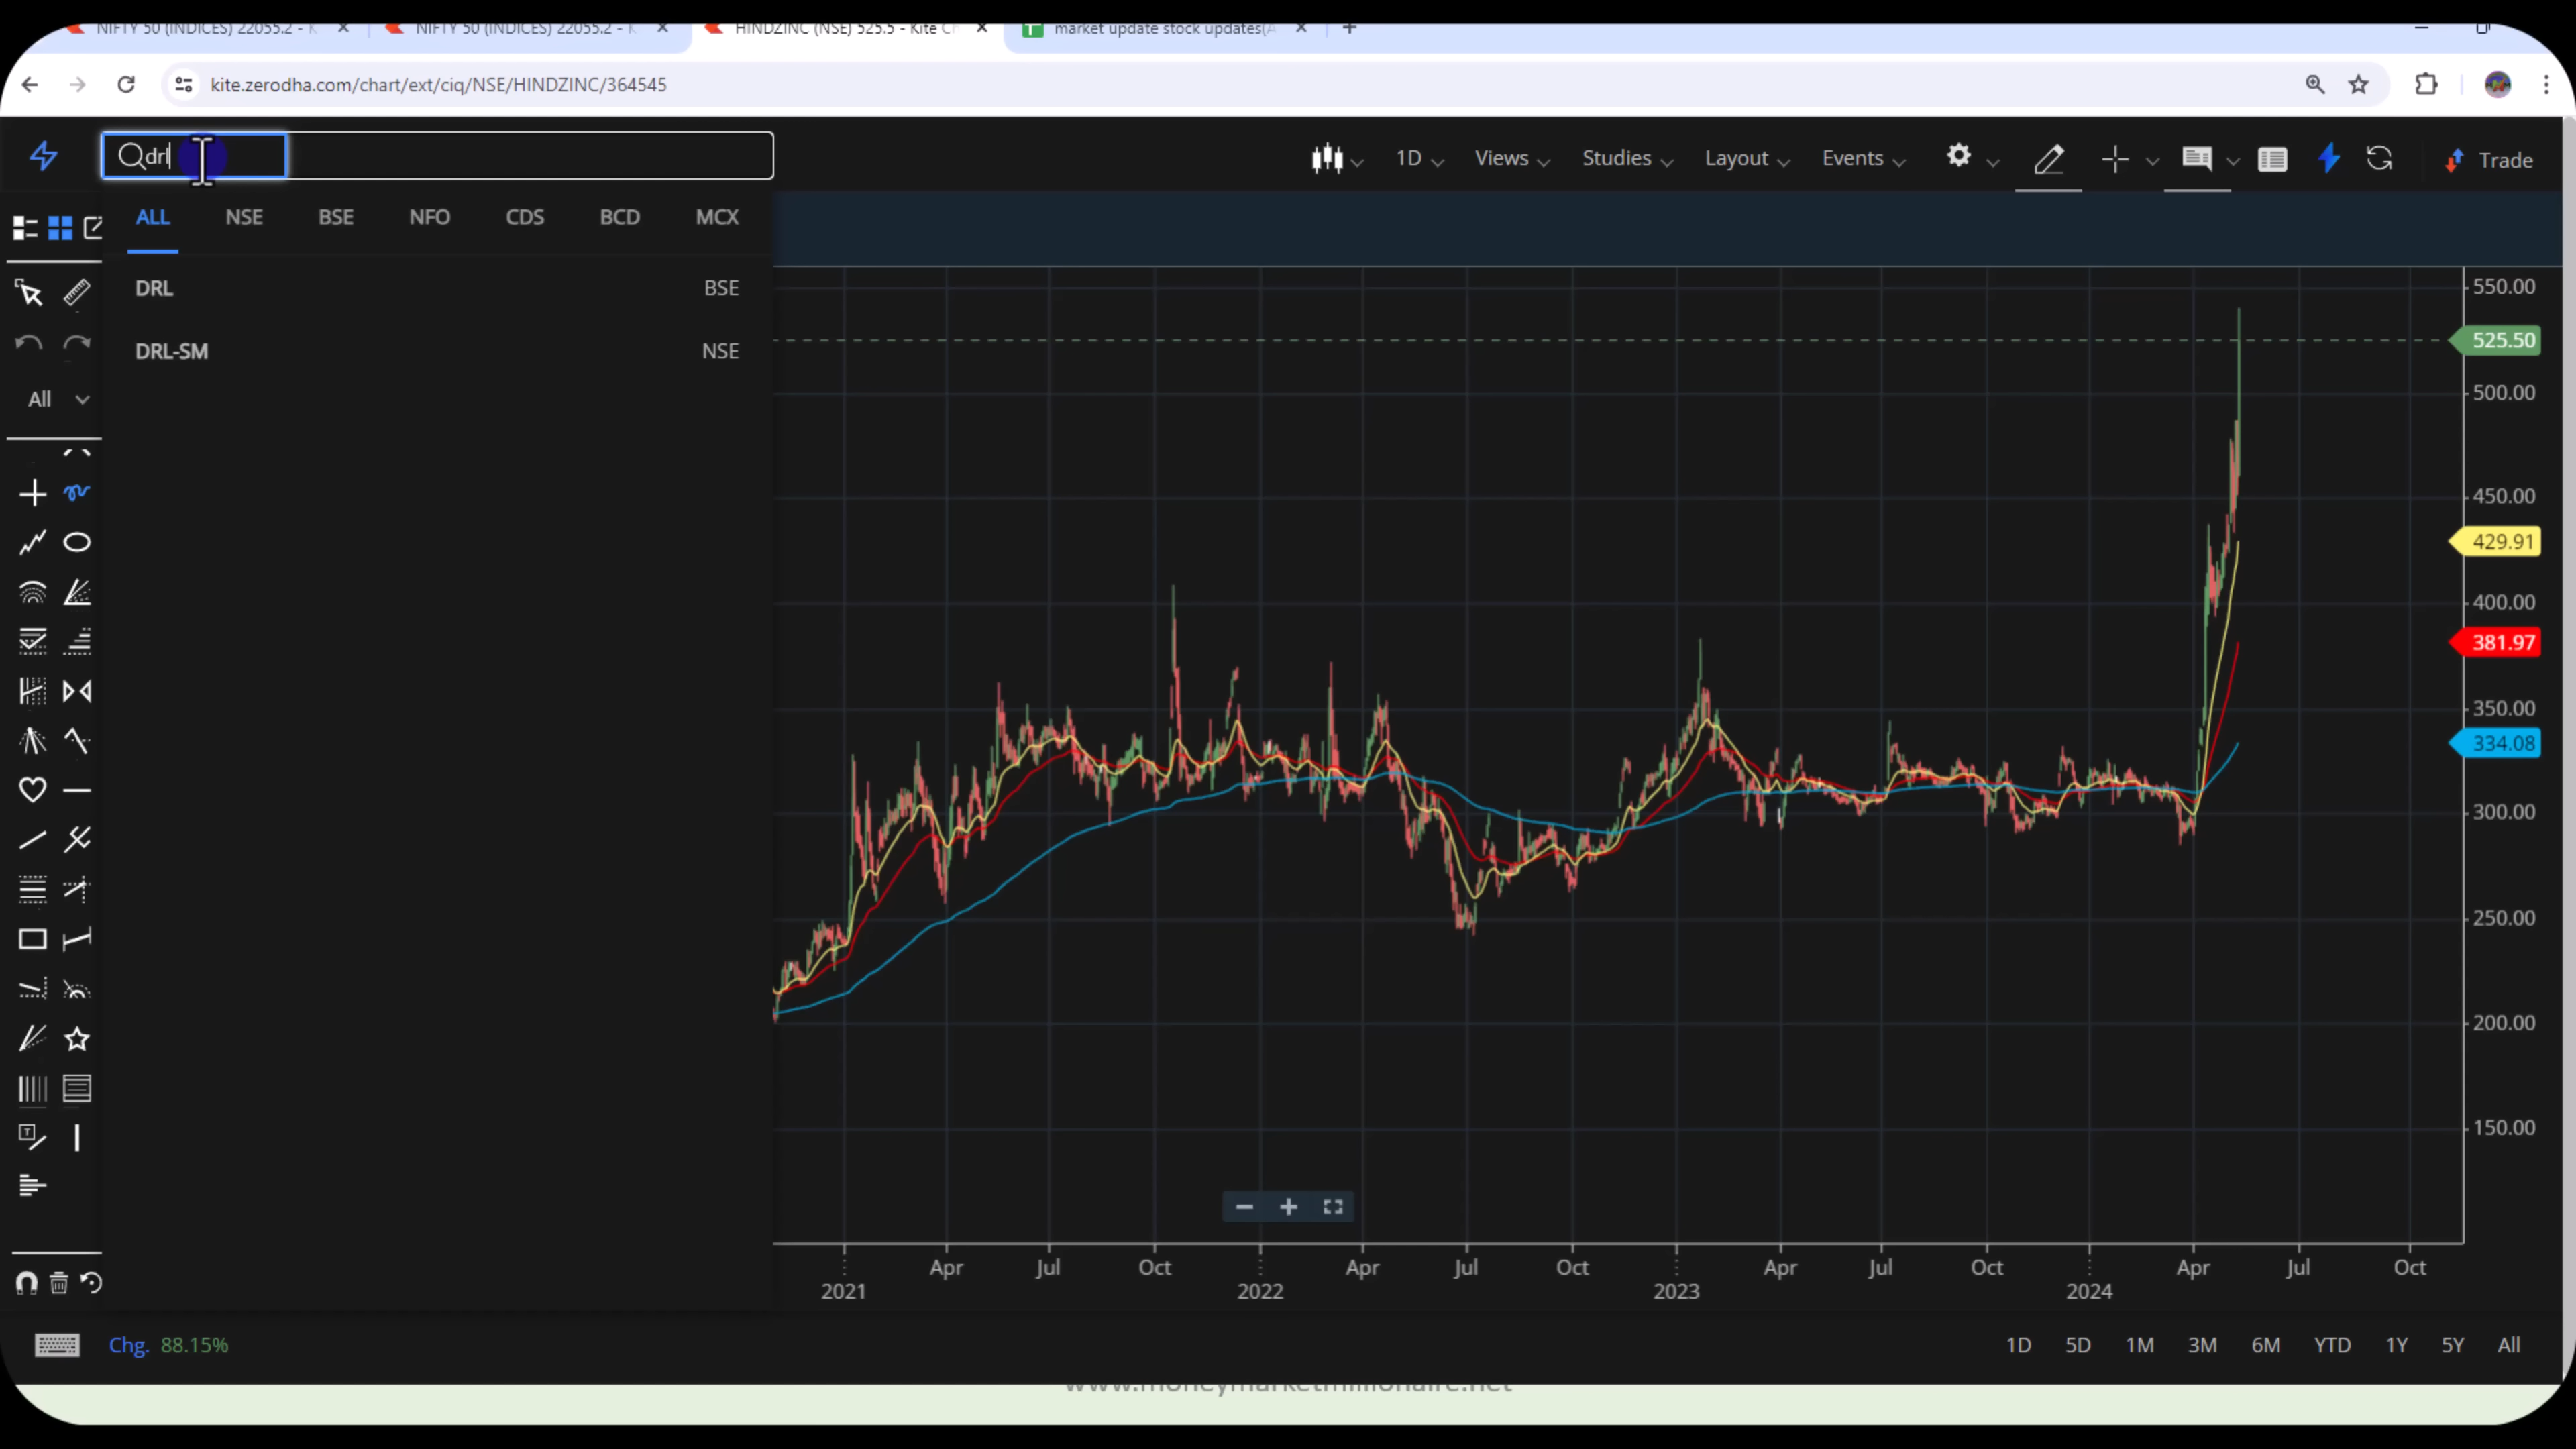 NIFTY 50 (INDICES) 22055.2 - K
NIFTY 50 (INDICES) 22055.2 - K
HINDZINC (NSE) 525.5 - Kite Ch
market update stock updates(A
kite.zerodha.com/chart/ext/ciq/NSE/HINDZINC/364545
drl
1D
Views
Studies
Layout
Events
Trade
ALL
NSE
BSE
NFO
CDS
BCD
MCX
DRL
BSE
DRL-SM
NSE
All
550.00
525.50
500.00
450.00
429.91
400.00
381.97
350.00
334.08
300.00
250.00
200.00
150.00
Apr
Jul
Oct
Apr
Jul
Oct
Apr
Jul
Oct
Apr
Jul
Oct
2021
2022
2023
2024
Chg. 88.15%
1D
5D
1M
3M
6M
YTD
1Y
5Y
All
www.moneymarketmillionaire.net